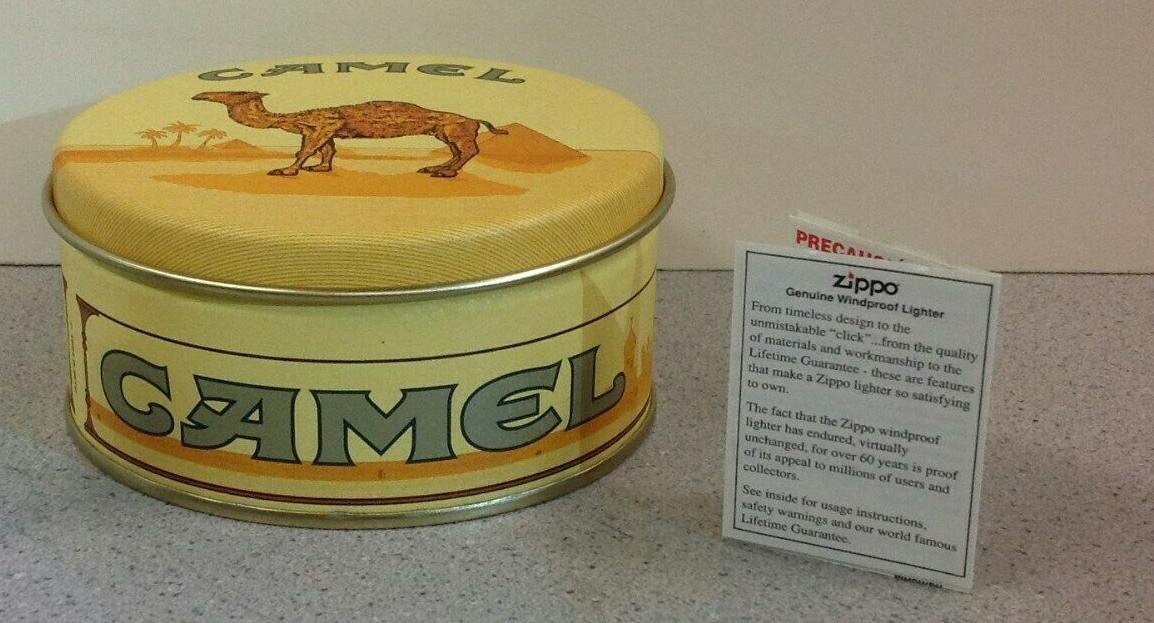 CAMEL
CAMEL
zippo
Genuine Windproof Lighter
From timeless design to the
unmistakable "click"...from the quality
of materials and workmanship to the
Lifetime Guarantee - these are features
that make a Zippo lighter so satisfying
to own.
The fact that the Zippo windproof
lighter has endured, virtually
unchanged, for over 60 years is proof
of its appeal to millions of users and
collectors.
See inside for usage instructions,
safety warnings and our world famous
Lifetime Guarantee.